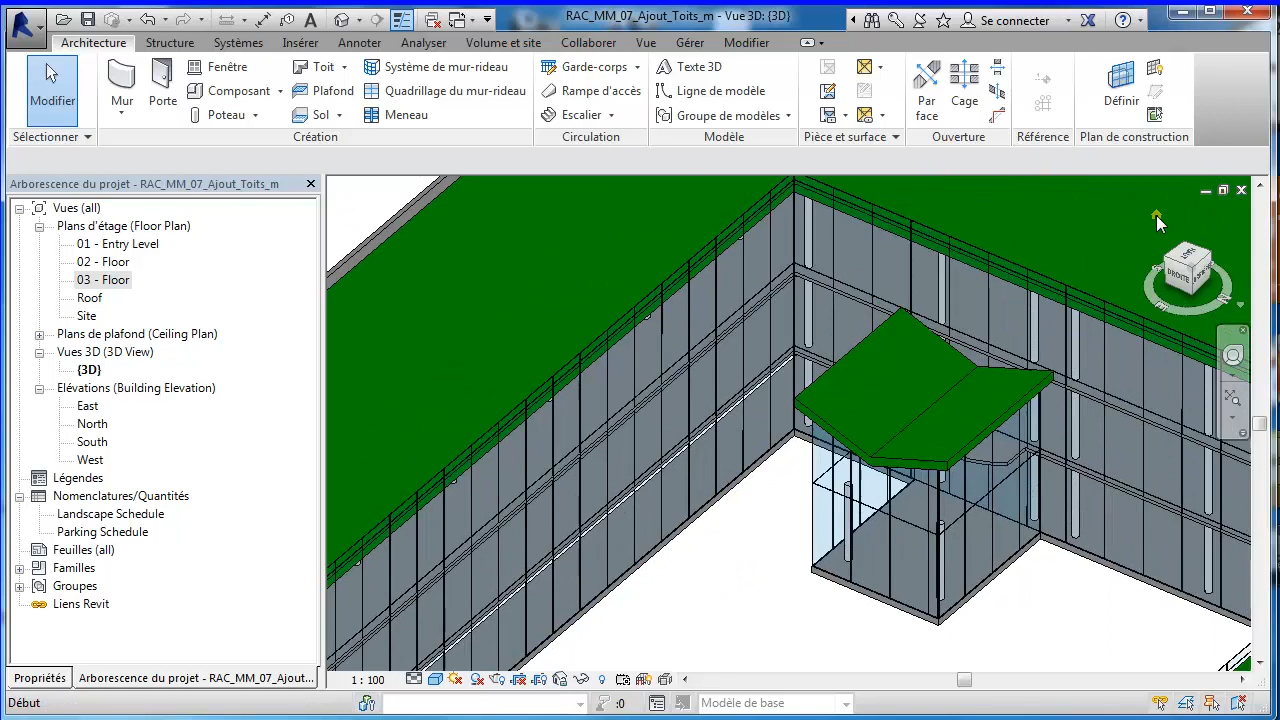 RAC_MM_07_Ajout_Toits_m - Vue 3D: {3D}
Se connecter
Architecture Structure Systèmes Insérer Annoter Analyser Volume et site Collaborer Vue Gérer Modifier
Modifier
Mur
Porte
Fenêtre
Composant
Poteau
Toit
Plafond
Sol
Système de mur-rideau
Quadrillage du mur-rideau
Meneau
Garde-corps
Rampe d'accès
Escalier
Texte 3D
Ligne de modèle
Groupe de modèles
Par face
Cage
Définir
Sélectionner
Création
Circulation
Modèle
Pièce et surface
Ouverture
Référence
Plan de construction
Arborescence du projet - RAC_MM_07_Ajout_Toits_m
Vues (all)
Plans d'étage (Floor Plan)
01 - Entry Level
02 - Floor
03 - Floor
Roof
Site
Plans de plafond (Ceiling Plan)
Vues 3D (3D View)
{3D}
Elévations (Building Elevation)
East
North
South
West
Légendes
Nomenclatures/Quantités
Landscape Schedule
Parking Schedule
Feuilles (all)
Familles
Groupes
Liens Revit
DROITE
Propriétés
Arborescence du projet - RAC_MM_07_Ajout...
1 : 100
Début
:0
Modèle de base